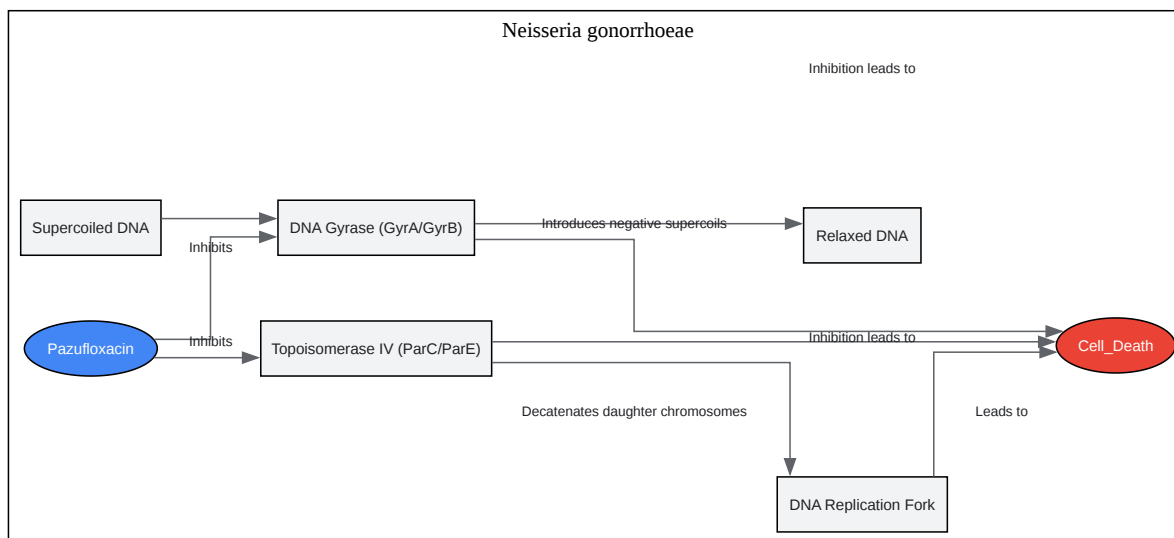 Neisseria gonorrhoeae
Inhibition leads to
Supercoiled DNA
DNA Gyrase (GyrA/GyrB)
Introduces negative supercoils
Relaxed DNA
Inhibits
Pazufloxacin
Inhibits
Topoisomerase IV (ParC/ParE)
Inhibition leads to
Cell_Death
Decatenates daughter chromosomes
Leads to
DNA Replication Fork